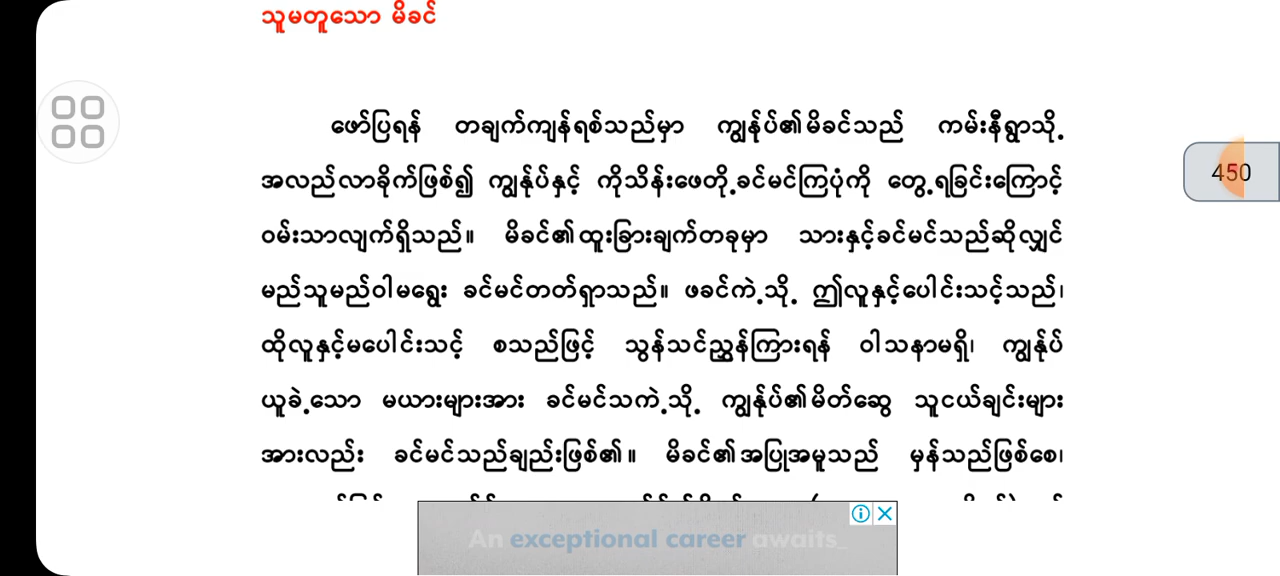 သူမတူသော မိခင်
ဖော်ပြရန် တချက်ကျန်ရစ်သည်မှာ ကျွန်ုပ်၏မိခင်သည် ကမ်းနီရွာသို့
450
အလည်လာခိုက်ဖြစ်၍ ကျွန်ုပ်နှင့် ကိုသိန်းဖေတို့ခင်မင်ကြပုံကို တွေ့ရခြင်းကြောင့်
ဝမ်းသာလျက်ရှိသည်။ မိခင်၏ထူးခြားချက်တခုမှာ သားနှင့်ခင်မင်သည်ဆိုလျှင်
မည်သူမည်ဝါမရွေး ခင်မင်တတ်ရှာသည်။ ဖခင်ကဲ့သို့ ဤလူနှင့်ပေါင်းသင့်သည်၊
ထိုလူနှင့်မပေါင်းသင့် စသည်ဖြင့် သွန်သင်ညွှန်ကြားရန် ဝါသနာမရှိ၊ ကျွန်ုပ်
ယူခဲ့သော မယားများအား ခင်မင်သကဲ့သို့ ကျွန်ုပ်၏မိတ်ဆွေ သူငယ်ချင်းများ
အားလည်း ခင်မင်သည်ချည်းဖြစ်၏။ မိခင်၏အပြုအမူသည် မှန်သည်ဖြစ်စေ၊
An exceptional career awaits_